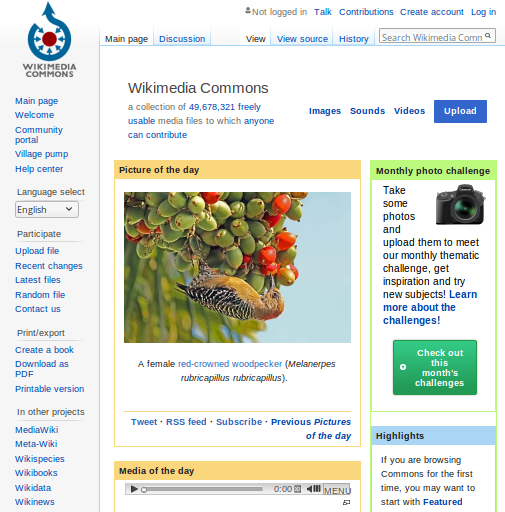 Not logged in Talk Contributions Create account Log in
Main page Discussion View View source History Search Wikimedia Comm
WIKIMEDIA
COMMONS
Main page
Welcome
Community
portal
Village pump
Help center
Language select
English
Participate
Upload file
Recent changes
Latest files
Random file
Contact us
Print/export
Create a book
Download as
PDF
Printable version
In other projects
MediaWiki
Meta-Wiki
Wikispecies
Wikibooks
Wikidata
Wikinews
Wikimedia Commons
a collection of 49,678,321 freely
usable media files to which anyone
can contribute
Images Sounds Videos Upload
Picture of the day
A female red-crowned woodpecker (Melanerpes
rubricapillus rubricapillus).
Tweet · RSS feed · Subscribe · Previous Pictures
of the day
Media of the day
0:00 MENU
Monthly photo challenge
Take
some
photos
and
upload them to meet
our monthly thematic
challenge, get
inspiration and try
new subjects! Learn
more about the
challenges!
Check out
this
month's
challenges
Highlights
If you are browsing
Commons for the first
time, you may want to
start with Featured